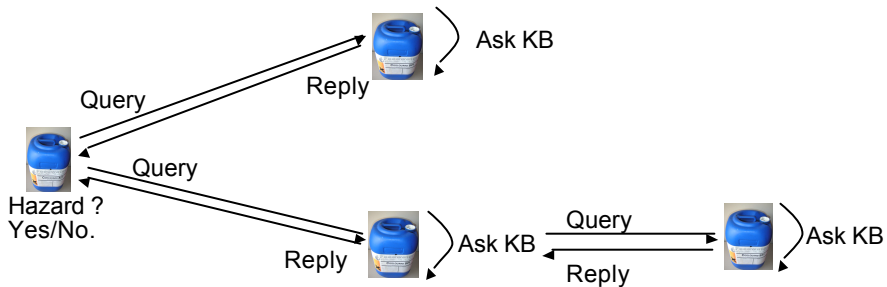 Ask KB
Reply
Query
Query
Hazard ?
Yes/No.
Reply
Ask KB
Query
Reply
Ask KB